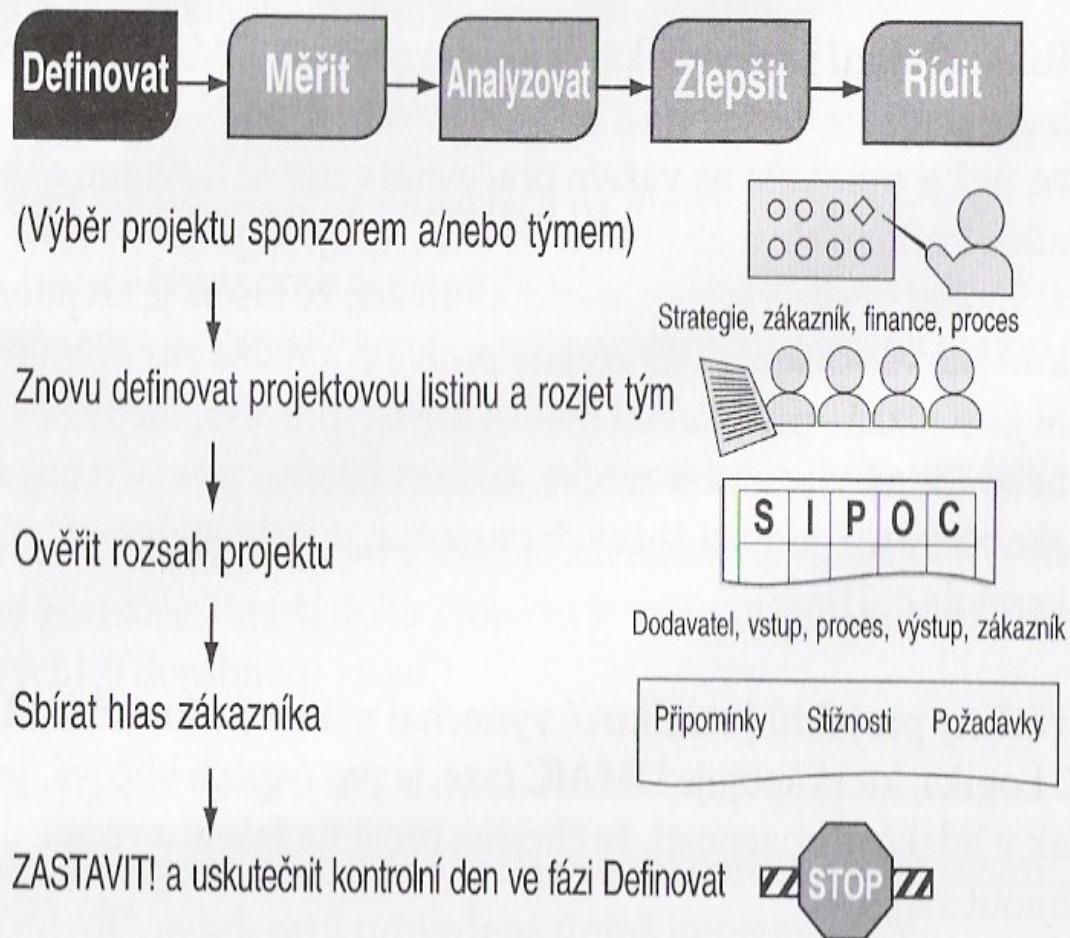 Definovat Měřit Analyzovat Zlepšit Řídit
(Výběr projektu sponzorem a/nebo týmem)
Strategie, zákazník, finance, proces
Znovu definovat projektovou listinu a rozjet tým
S I P O C
Ověřit rozsah projektu
Dodavatel, vstup, proces, výstup, zákazník
Sbírat hlas zákazníka
Připomínky Stížnosti Požadavky
ZASTAVIT! a uskutečnit kontrolní den ve fázi Definovat
STOP